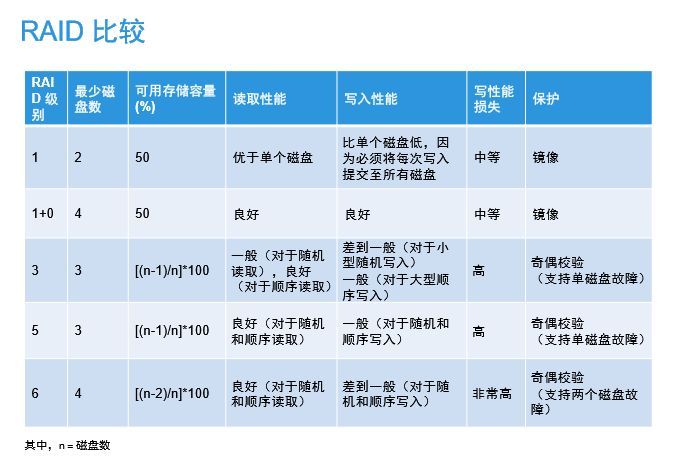 RAID 比较
RAI
D 级
别
最少磁
盘数
可用存储容量
(%)
读取性能
写入性能
写性能
损失
保护
1
2
50
优于单个磁盘
比单个磁盘低，因
为必须将每次写入
提交至所有磁盘
中等
镜像
1+0
4
50
良好
良好
中等
镜像
3
3
[(n-1)/n]*100
一般（对于随机
读取），良好
（对于顺序读取）
差到一般（对于小
型随机写入）
一般（对于大型顺
序写入）
高
奇偶校验
（支持单磁盘故障）
5
3
[(n-1)/n]*100
良好（对于随机
和顺序读取）
一般（对于随机和
顺序写入）
高
奇偶校验
（支持单磁盘故障）
6
4
[(n-2)/n]*100
良好（对于随机
和顺序读取）
差到一般（对于随
机和顺序写入）
非常高
奇偶校验
（支持两个磁盘故
障）
其中，n = 磁盘数